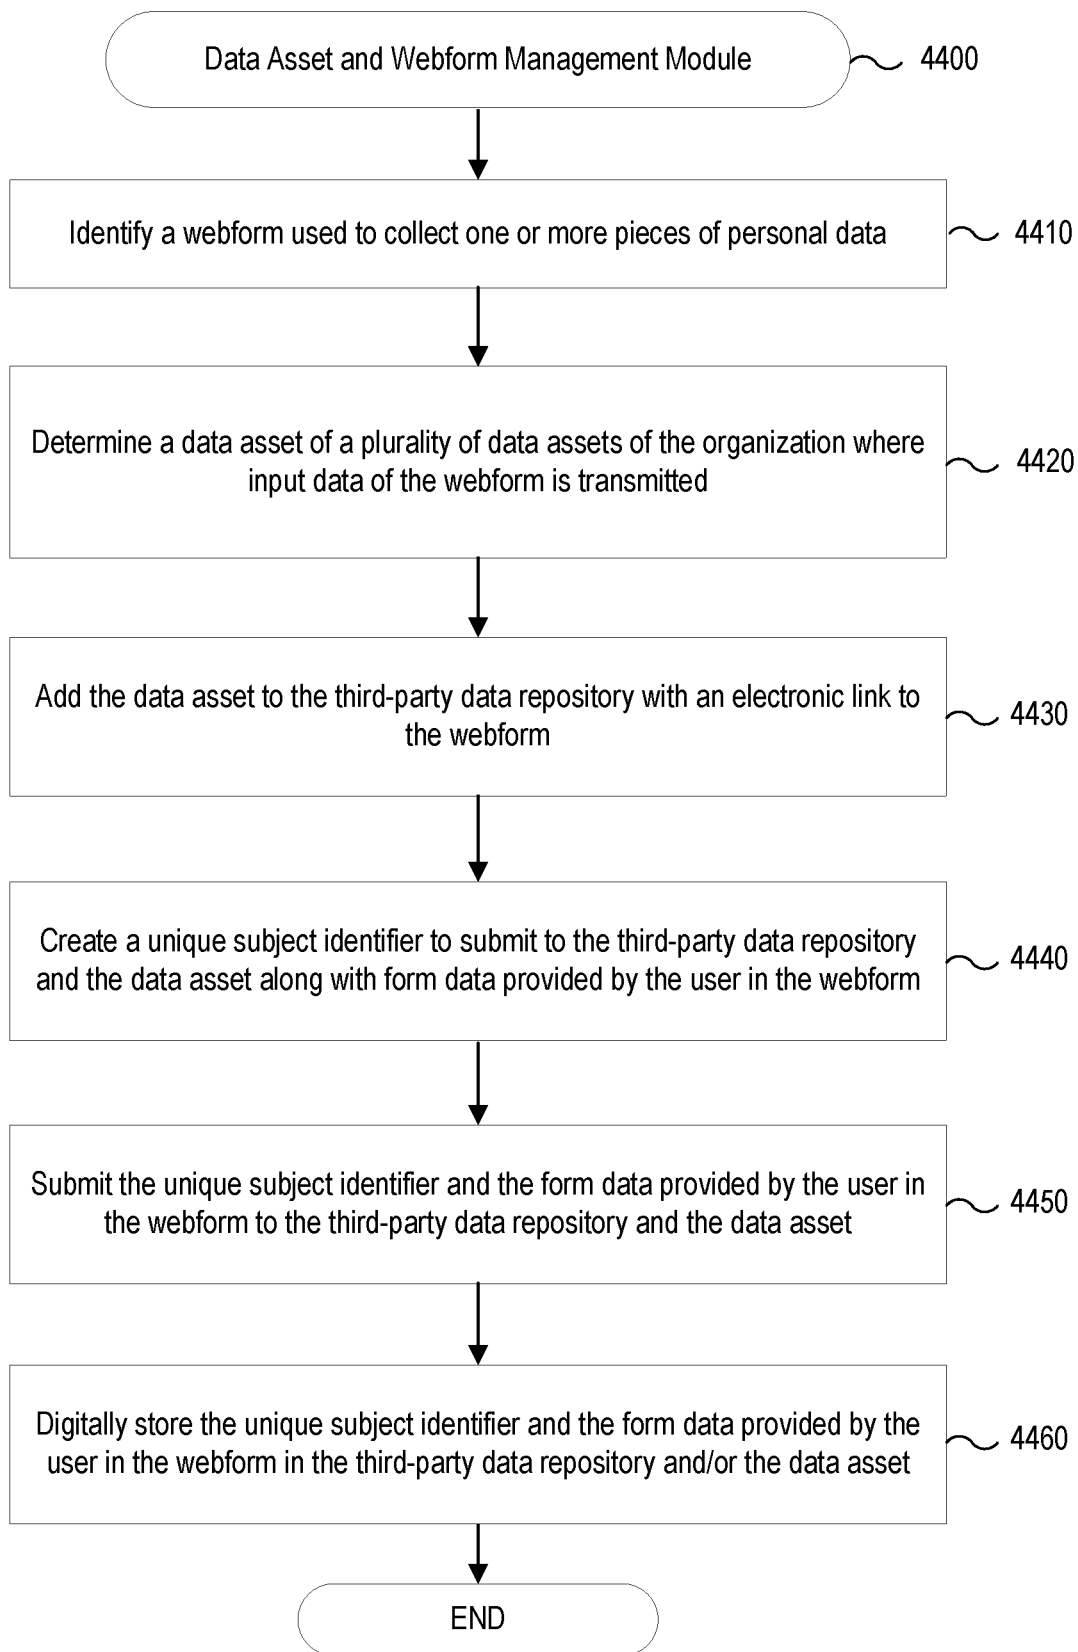 Data Asset and Webform Management Module
4400
Identify a webform used to collect one or more pieces of personal data
4410
Determine a data asset of a plurality of data assets of the organization where
input data of the webform is transmitted
4420
Add the data asset to the third-party data repository with an electronic link to
the webform
4430
Create a unique subject identifier to submit to the third-party data repository
and the data asset along with form data provided by the user in the webform
4440
Submit the unique subject identifier and the form data provided by the user in
the webform to the third-party data repository and the data asset
4450
Digitally store the unique subject identifier and the form data provided by the
user in the webform in the third-party data repository and/or the data asset
4460
END